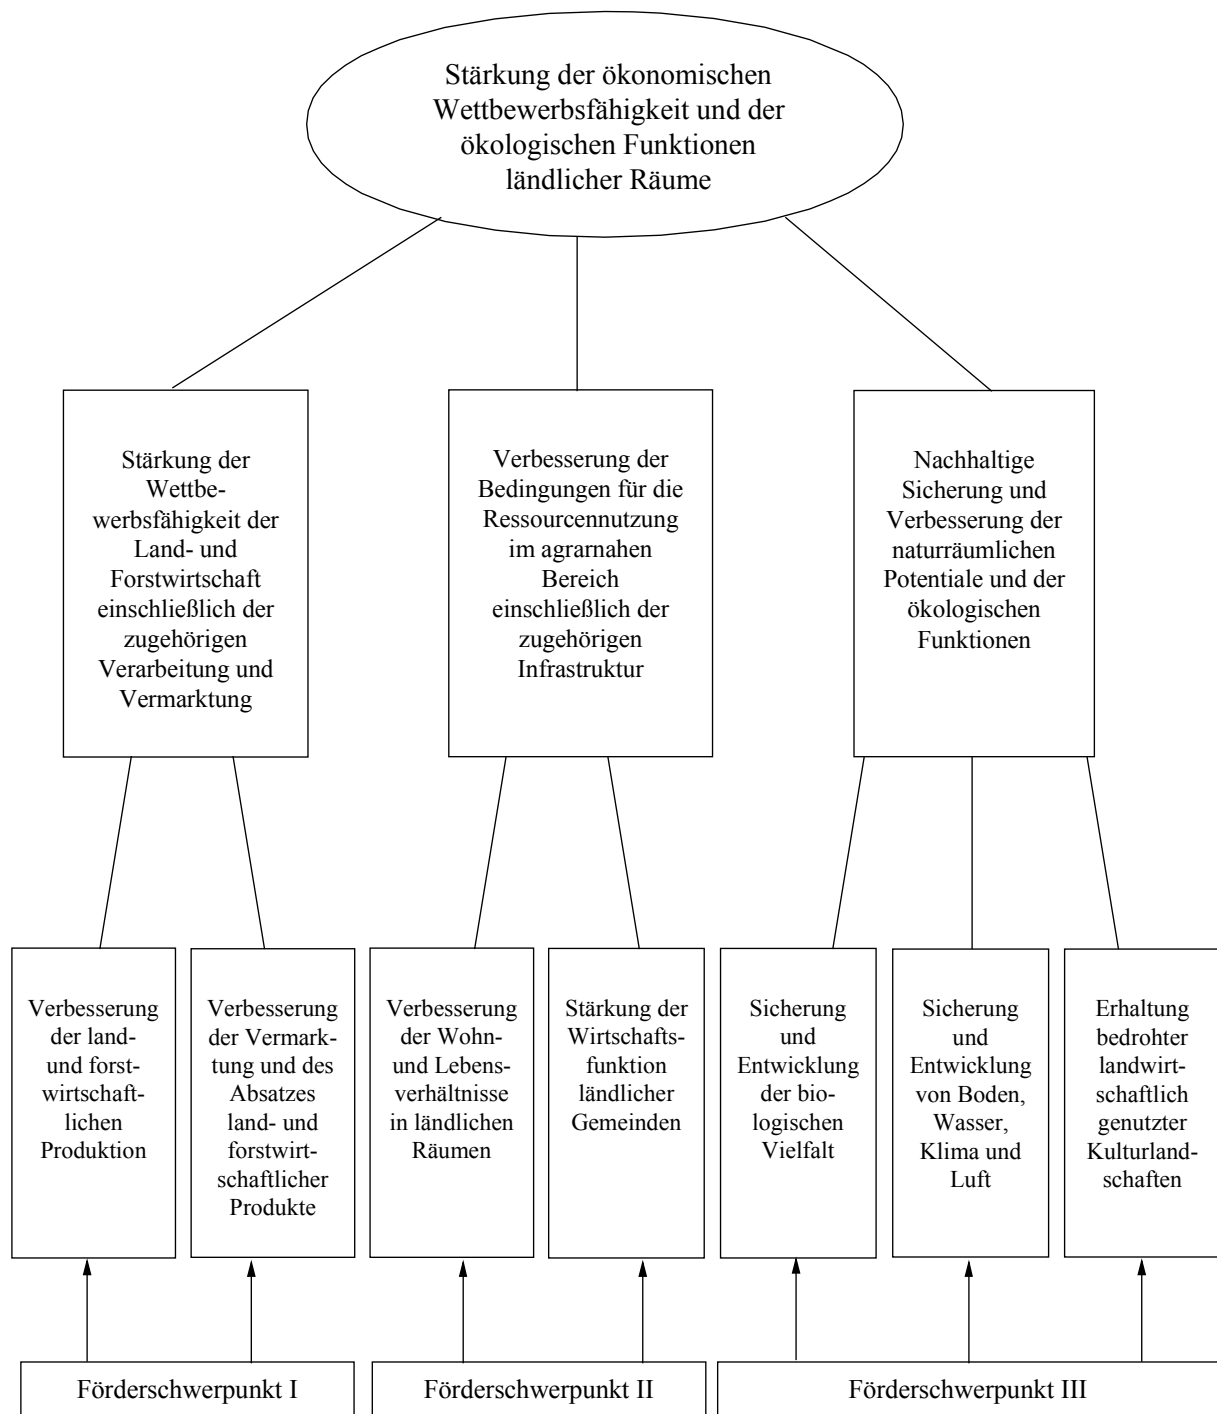 Stärkung der ökonomischen
Wettbewerbsfähigkeit und der
ökologischen Funktionen
ländlicher Räume
Stärkung der
Wettbe-
werbsfähigkeit der
Land- und
Forstwirtschaft
einschließlich der
zugehörigen
Verarbeitung und
Vermarktung
Verbesserung der
Bedingungen für die
Ressourcennutzung
im agrarnahen
Bereich
einschließlich der
zugehörigen
Infrastruktur
Nachhaltige
Sicherung und
Verbesserung der
naturräumlichen
Potentiale und der
ökologischen
Funktionen
Verbesserung
der land-
und forst-
wirtschaft-
lichen
Produktion
Verbesserung
der Vermark-
tung und des
Absatzes
land- und
forstwirt-
schaftlicher
Produkte
Verbesserung
der Wohn-
und Lebens-
verhältnisse
in ländlichen
Räumen
Stärkung der
Wirtschafts-
funktion
ländlicher
Gemeinden
Sicherung
und
Entwicklung
der bio-
logischen
Vielfalt
Sicherung
und
Entwicklung
von Boden,
Wasser,
Klima und
Luft
Erhaltung
bedrohter
landwirt-
schaftlich
genutzter
Kulturland-
schaften
Förderschwerpunkt I
Förderschwerpunkt II
Förderschwerpunkt III